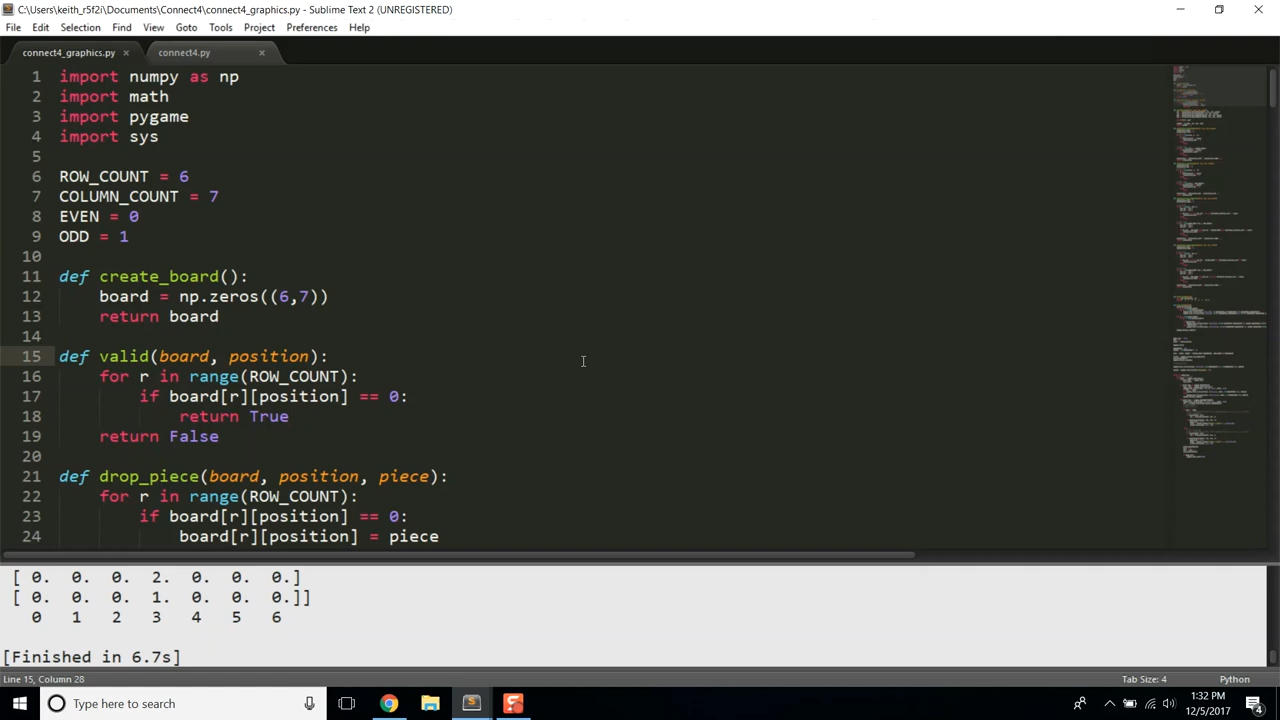 C:\Users\keith_r5f2i\Documents\Connect4\connect4_graphics.py - Sublime Text 2 (UNREGISTERED)
File Edit Selection Find View Goto Tools Project Preferences Help
connect4_graphics.py × connect4.py ×
1 import numpy as np
2 import math
3 import pygame
4 import sys
5
6 ROW_COUNT = 6
7 COLUMN_COUNT = 7
8 EVEN = 0
9 ODD = 1
10
11 def create_board():
12     board = np.zeros((6,7))
13     return board
14
15 def valid(board, position):
16     for r in range(ROW_COUNT):
17         if board[r][position] == 0:
18             return True
19     return False
20
21 def drop_piece(board, position, piece):
22     for r in range(ROW_COUNT):
23         if board[r][position] == 0:
24             board[r][position] = piece
[ 0. 0. 0. 2. 0. 0. 0.]
[ 0. 0. 0. 1. 0. 0. 0.]]
0 1 2 3 4 5 6
[Finished in 6.7s]
Line 15, Column 28 Tab Size: 4 Python
Type here to search
1:32 PM
12/5/2017
4